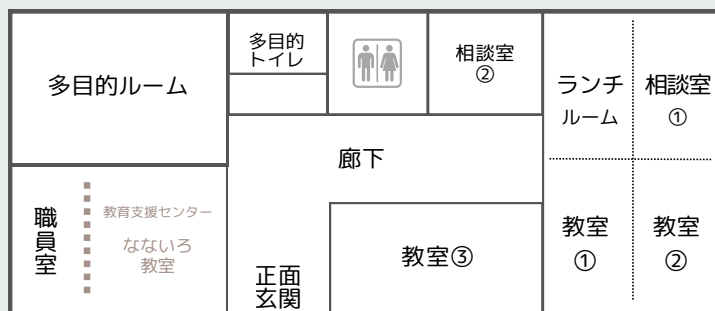 多目的ルーム
多目的
トイレ
相談室
②
ランチ
ルーム
相談室
①
廊下
職員室
教育支援センター
なないろ
教室
正面
玄関
教室③
教室
①
教室
②